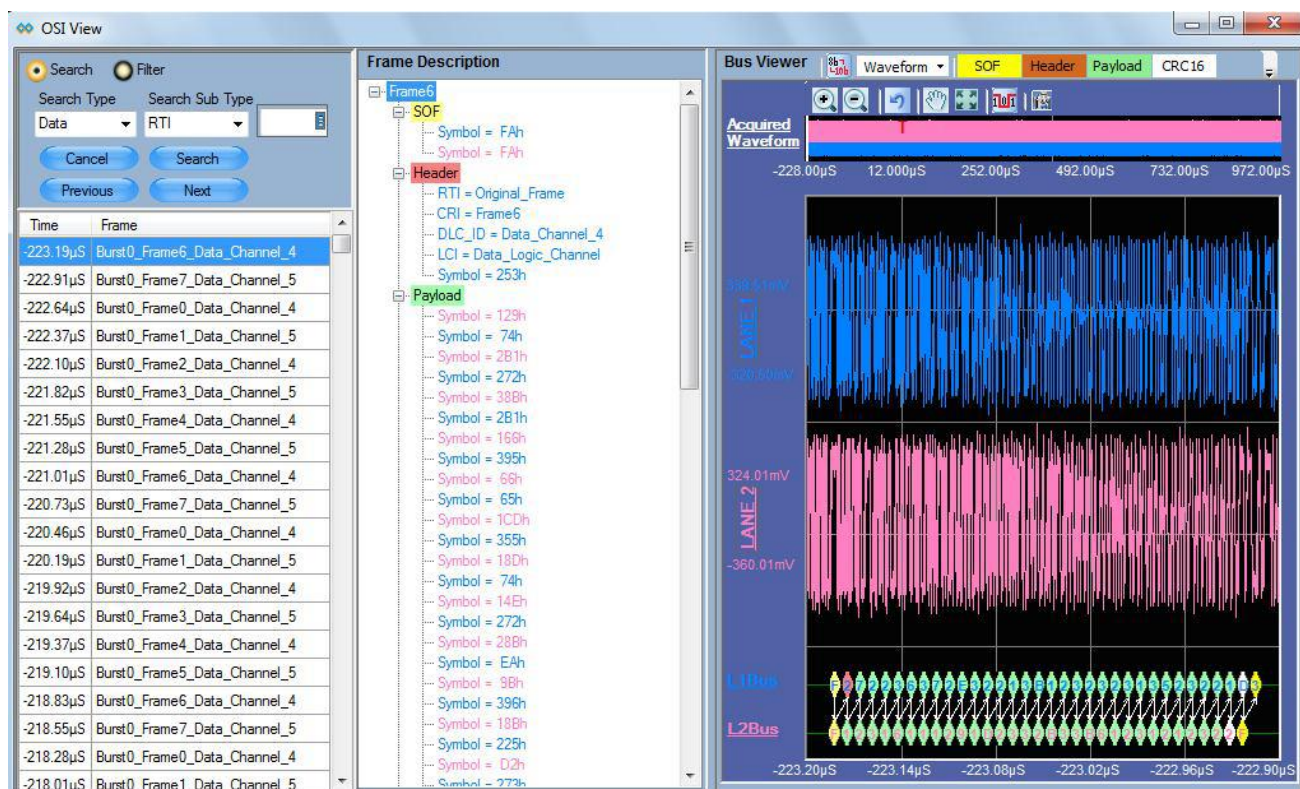 OSI View
Search
Filter
Search Type
Search Sub Type
Data
RTI
Cancel
Search
Previous
Next
Time Frame
-223.19µS Burst0_Frame6_Data_Channel_4
-222.91µS Burst0_Frame7_Data_Channel_5
-222.64µS Burst0_Frame0_Data_Channel_4
-222.37µS Burst0_Frame1_Data_Channel_5
-222.10µS Burst0_Frame2_Data_Channel_4
-221.82µS Burst0_Frame3_Data_Channel_5
-221.55µS Burst0_Frame4_Data_Channel_4
-221.28µS Burst0_Frame5_Data_Channel_5
-221.01µS Burst0_Frame6_Data_Channel_4
-220.73µS Burst0_Frame7_Data_Channel_5
-220.46µS Burst0_Frame0_Data_Channel_4
-220.19µS Burst0_Frame1_Data_Channel_5
-219.92µS Burst0_Frame2_Data_Channel_4
-219.64µS Burst0_Frame3_Data_Channel_5
-219.37µS Burst0_Frame4_Data_Channel_4
-219.10µS Burst0_Frame5_Data_Channel_5
-218.83µS Burst0_Frame6_Data_Channel_4
-218.55µS Burst0_Frame7_Data_Channel_5
-218.28µS Burst0_Frame0_Data_Channel_4
-218.01µS Burst0_Frame1_Data_Channel_5
Frame Description
Frame6
SOF
Symbol = FAh
Symbol = FAh
Header
RTI = Original_Frame
CRI = Frame6
DLC_ID = Data_Channel_4
LCI = Data_Logic_Channel
Symbol = 253h
Payload
Symbol = 129h
Symbol = 74h
Symbol = 2B1h
Symbol = 272h
Symbol = 38Bh
Symbol = 2B1h
Symbol = 166h
Symbol = 395h
Symbol = 66h
Symbol = 65h
Symbol = 1CDh
Symbol = 355h
Symbol = 18Dh
Symbol = 74h
Symbol = 14Eh
Symbol = 272h
Symbol = 28Bh
Symbol = EAh
Symbol = 9Bh
Symbol = 396h
Symbol = 18Bh
Symbol = 225h
Symbol = D2h
Symbol = 273h
Bus Viewer
Waveform
SOF
Header
Payload
CRC16
Acquired
Waveform
-228.00µS 12.000µS 252.00µS 492.00µS 732.00µS 972.00µS
LANE 1
324.01mV
LANE 2
-360.01mV
L1Bus
L2Bus
-223.20µS -223.14µS -223.08µS -223.02µS -222.96µS -222.90µS